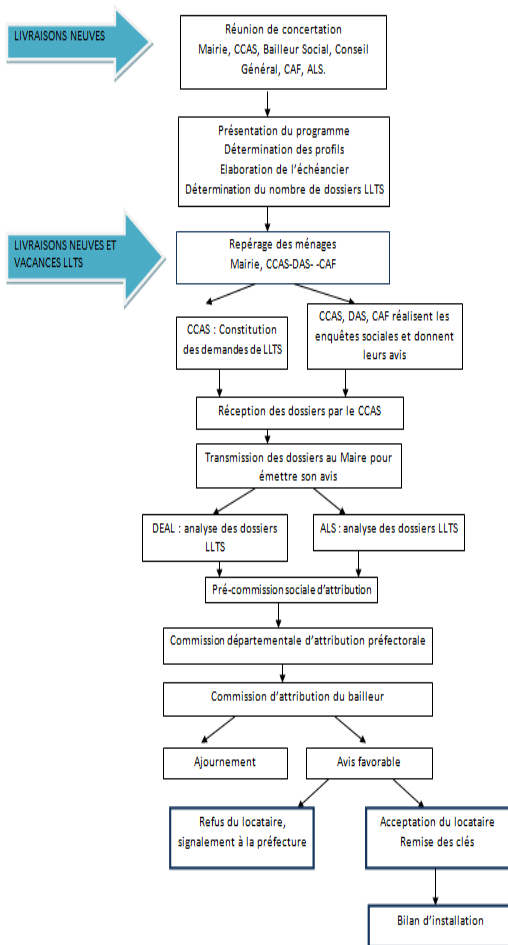 LIVRAISONS NEUVES
Réunion de concertation
Mairie, CCAS, Bailleur Social, Conseil
Général, CAF, ALS.
Présentation du programme
Détermination des profils
Elaboration de l'échéancier
Détermination du nombre de dossiers LLTS
LIVRAISONS NEUVES ET
VACANCES LLTS
Repérage des ménages
Mairie, CCAS-DAS- -CAF
CCAS : Constitution
des demandes de LLTS
CCAS, DAS, CAF réalisent les
enquêtes sociales et donnent
leurs avis
Réception des dossiers par le CCAS
Transmission des dossiers au Maire pour
émettre son avis
DEAL : analyse des dossiers
LLTS
ALS : analyse des dossiers LLTS
Pré-commission sociale d'attribution
Commission départementale d'attribution préfectorale
Commission d'attribution du bailleur
Ajournement
Avis favorable
Refus du locataire,
signalement à la préfecture
Acceptation du locataire
Remise des clés
Bilan d'installation